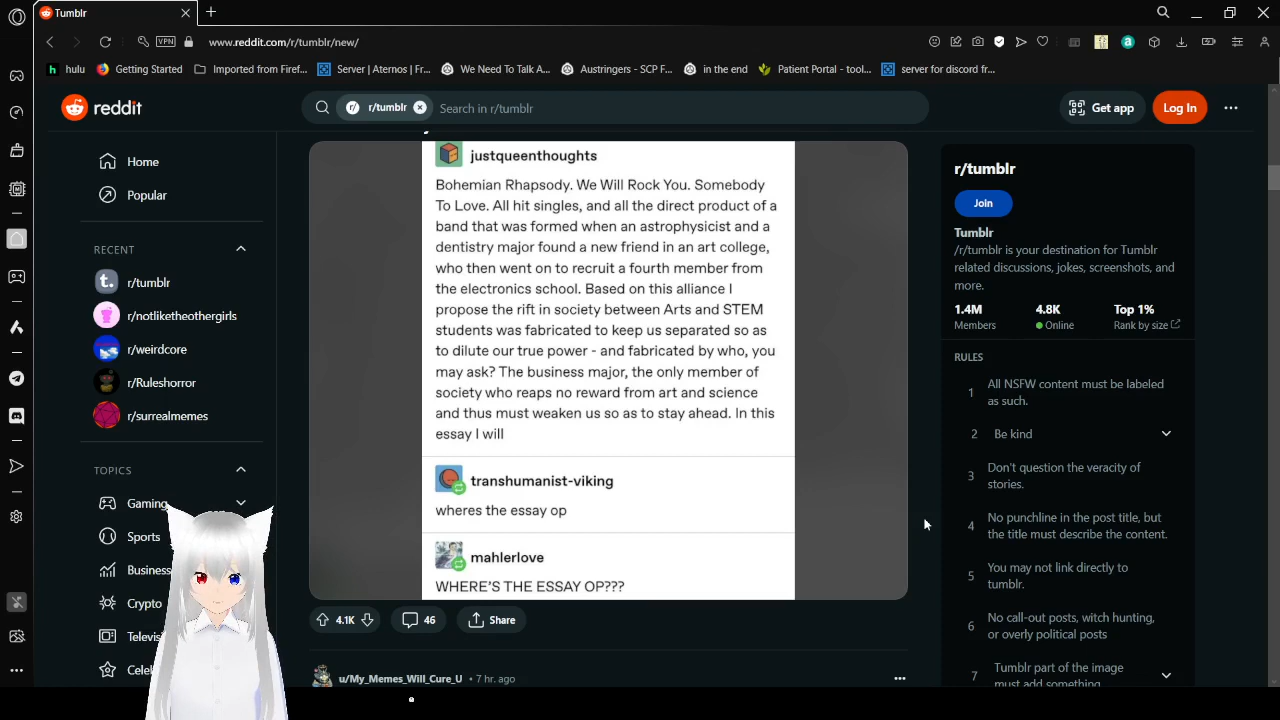 Tumblr
www.reddit.com/r/tumblr/new/
VPN
hulu
Getting Started
Imported from Firef...
Server | Aternos | Fr...
We Need To Talk A...
Austringers - SCP F...
in the end
Patient Portal - tool...
server for discord fr...
reddit
r/ r/tumblr
Search in r/tumblr
Get app
Log In
Home
Popular
RECENT
r/tumblr
r/notliketheothergirls
r/weirdcore
r/Ruleshorror
r/surrealmemes
TOPICS
Gaming
Sports
Business
Crypto
Televisi
Celeb
justqueenthoughts
Bohemian Rhapsody. We Will Rock You. Somebody
To Love. All hit singles, and all the direct product of a
band that was formed when an astrophysicist and a
dentistry major found a new friend in an art college,
who then went on to recruit a fourth member from
the electronics school. Based on this alliance I
propose the rift in society between Arts and STEM
students was fabricated to keep us separated so as
to dilute our true power - and fabricated by who, you
may ask? The business major, the only member of
society who reaps no reward from art and science
and thus must weaken us so as to stay ahead. In this
essay I will
transhumanist-viking
wheres the essay op
mahlerlove
WHERE'S THE ESSAY OP???
4.1K
46
Share
u/My_Memes_Will_Cure_U • 7 hr. ago
r/tumblr
Join
Tumblr
/r/tumblr is your destination for Tumblr
related discussions, jokes, screenshots, and
more.
1.4M
Members
4.8K
Online
Top 1%
Rank by size
RULES
1 All NSFW content must be labeled
as such.
2 Be kind
3 Don't question the veracity of
stories.
4 No punchline in the post title, but
the title must describe the content.
5 You may not link directly to
tumblr.
6 No call-out posts, witch hunting,
or overly political posts
7 Tumblr part of the image
must add something